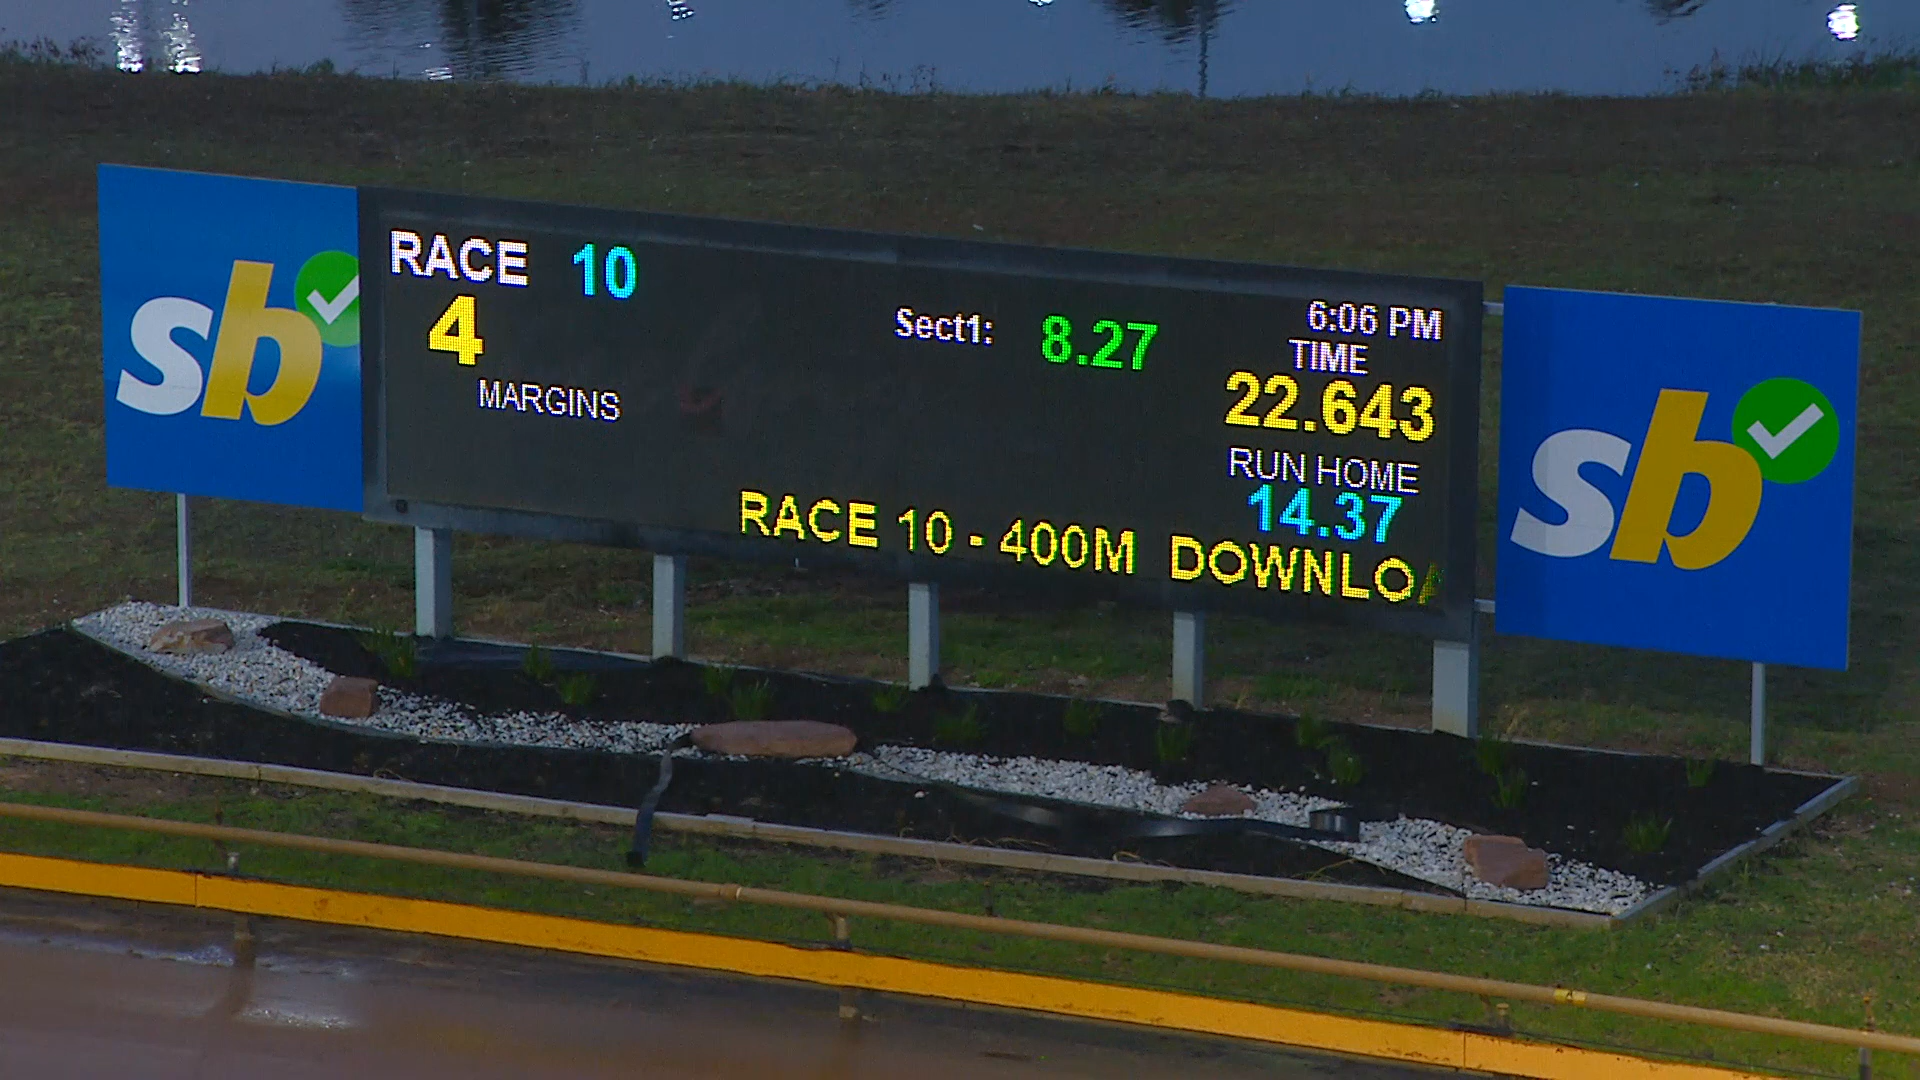 sb
RACE 10
4
MARGINS
Sect1: 8.27
6:06 PM
TIME
22.643
RUN HOME
14.37
RACE 10 - 400M DOWNLOA
sb